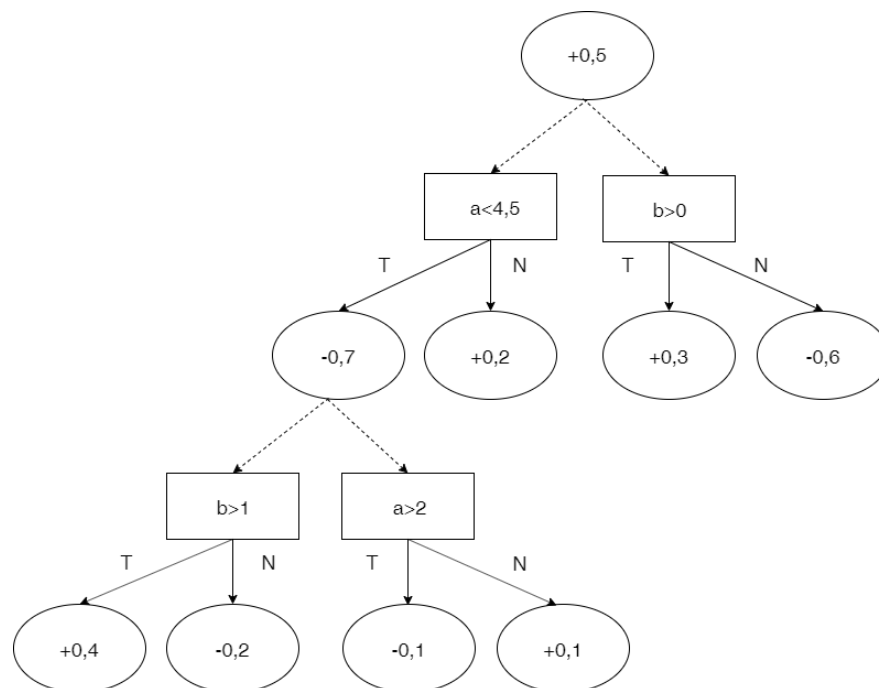 +0,5
a<4,5
b>0
T
N
T
N
-0,7
+0,2
+0,3
-0,6
b>1
a>2
T
N
T
N
+0,4
-0,2
-0,1
+0,1